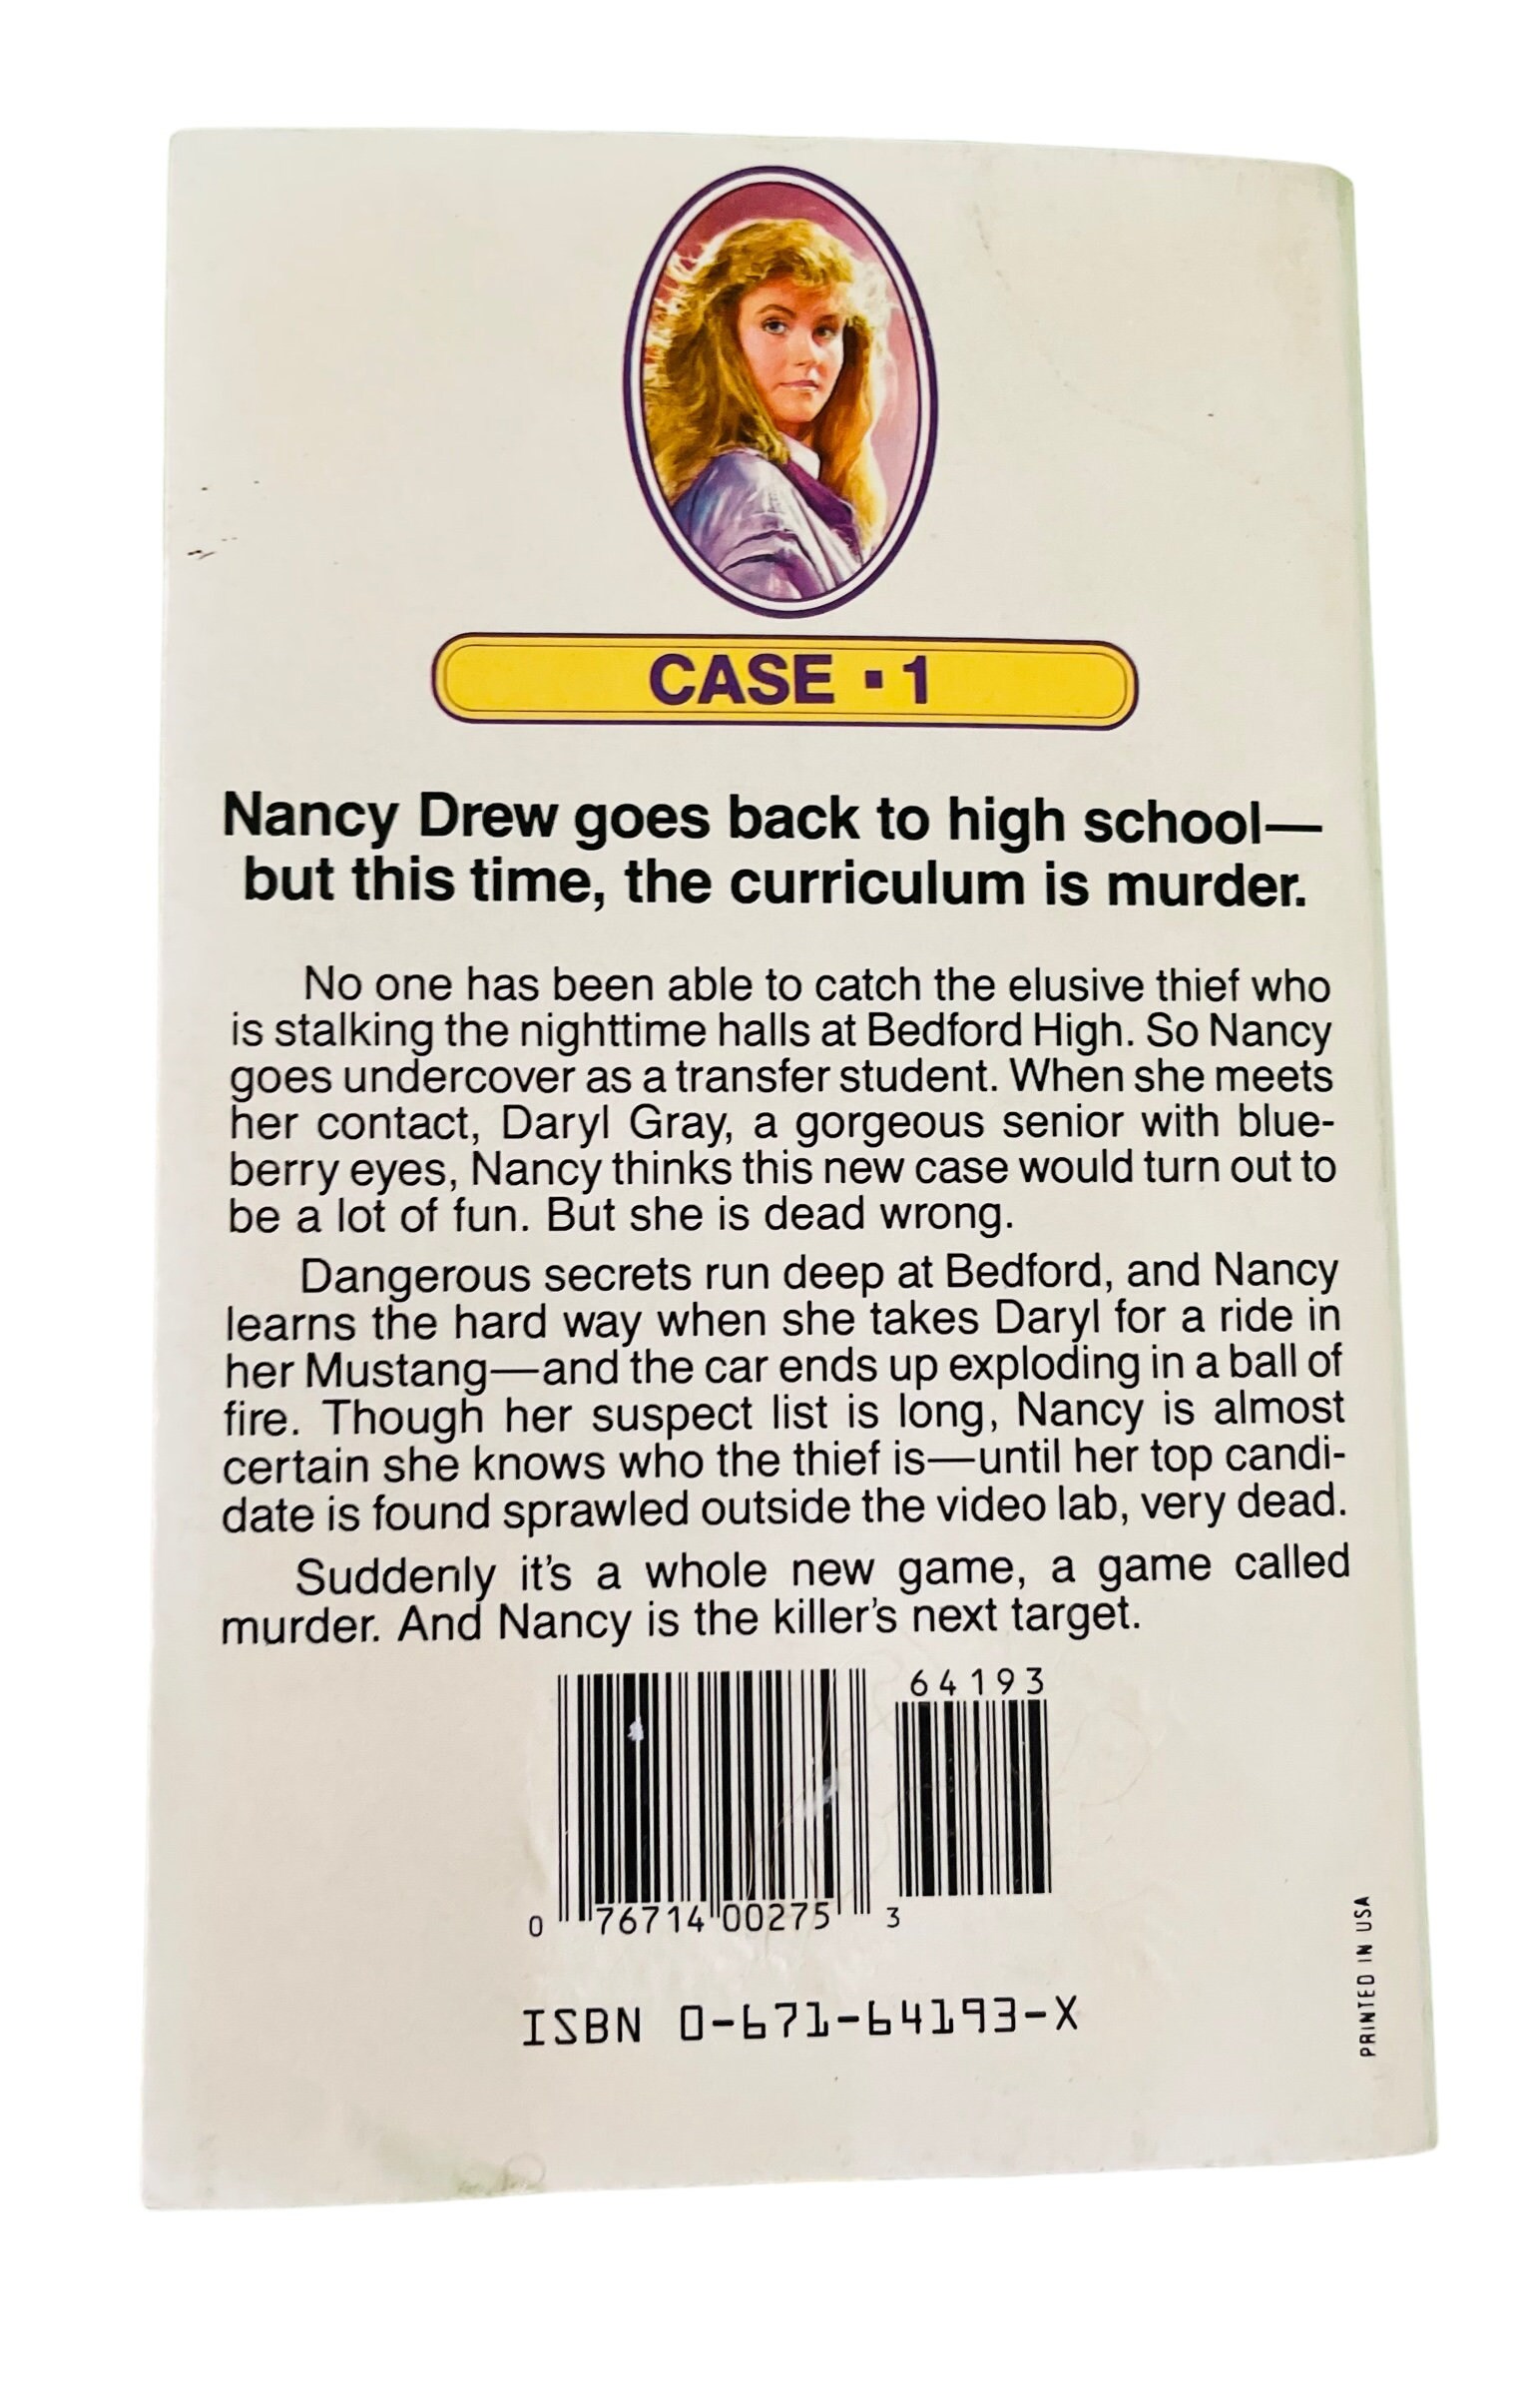 CASE ▪ 1
Nancy Drew goes back to high school—
but this time, the curriculum is murder.
No one has been able to catch the elusive thief who
is stalking the nighttime halls at Bedford High. So Nancy
goes undercover as a transfer student. When she meets
her contact, Daryl Gray, a gorgeous senior with blue-
berry eyes, Nancy thinks this new case would turn out to
be a lot of fun. But she is dead wrong.
Dangerous secrets run deep at Bedford, and Nancy
learns the hard way when she takes Daryl for a ride in
her Mustang—and the car ends up exploding in a ball of
fire. Though her suspect list is long, Nancy is almost
certain she knows who the thief is—until her top candi-
date is found sprawled outside the video lab, very dead.
Suddenly it's a whole new game, a game called
murder. And Nancy is the killer's next target.
64193
0 76714 00275 3
ISBN 0-671-64193-X
PRINTED IN USA